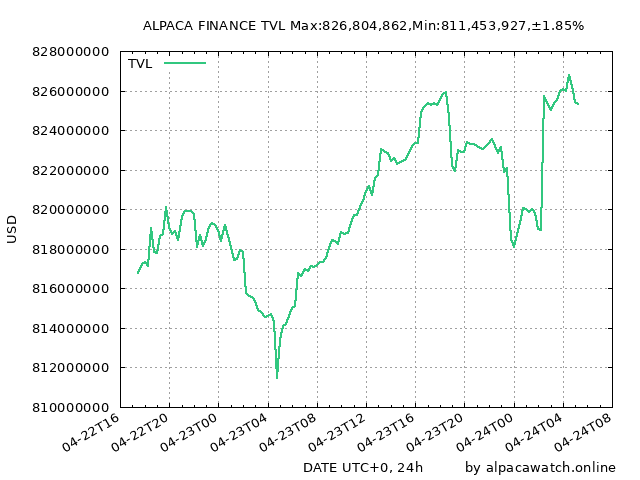 ALPACA FINANCE TVL Max:826,804,862,Min:811,453,927,±1.85%
828000000
TVL
826000000
824000000
822000000
820000000
USD
818000000
816000000
814000000
812000000
810000000
04-22T16
04-22T20
04-23T00
04-23T04
04-23T08
04-23T12
04-23T16
04-23T20
04-24T00
04-24T04
04-24T08
DATE UTC+0, 24h
by alpacawatch.online